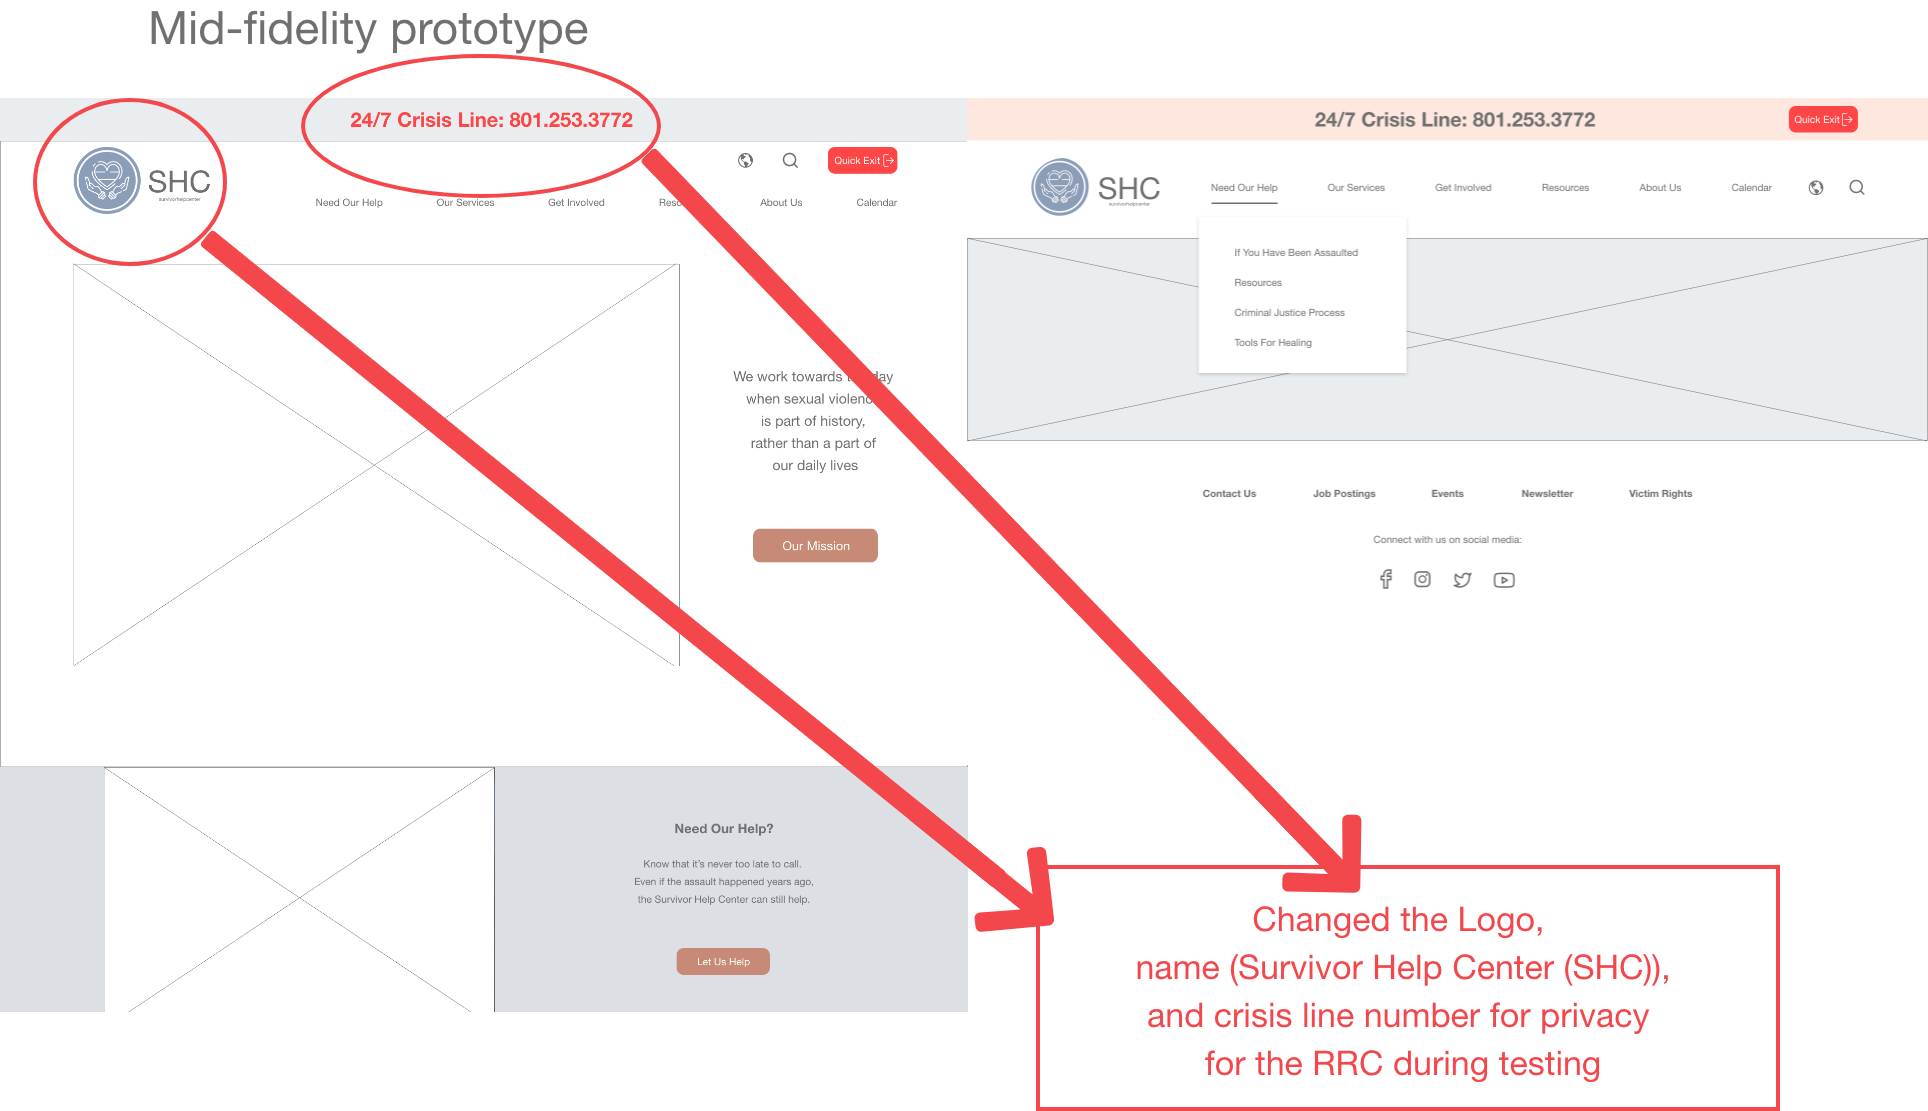 Mid-fidelity prototype
24/7 Crisis Line: 801.253.3772
SHC
survivorhelpcenter
Quick Exit
Need Our Help
Our Services
Get Involved
About Us
Calendar
We work towards day
when sexual
is part of history,
rather than a part of
our daily lives
Our Mission
Need Our Help?
Know that it's never too late to call.
Even if the assault happened years ago,
the Survivor Help Center can still help.
Let Us Help
24/7 Crisis Line: 801.253.3772
Quick Exit
SHC
survivorhelpcenter
Need Our Help
Our Services
Get Involved
Resources
About Us
Calendar
If You Have Been Assaulted
Resources
Criminal Justice Process
Tools For Healing
Contact Us
Job Postings
Events
Newsletter
Victim Rights
Connect with us on social media:
Changed the Logo,
name (Survivor Help Center (SHC)),
and crisis line number for privacy
for the RRC during testing